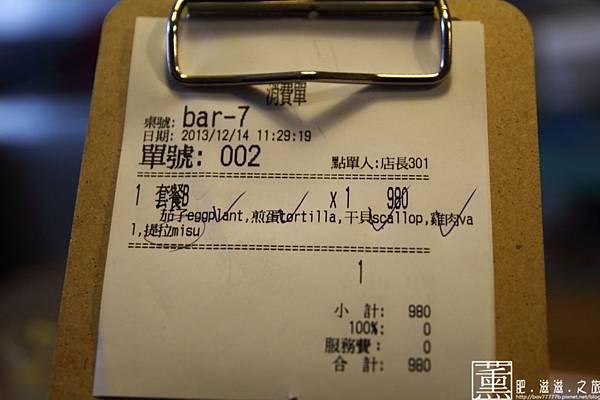 消費單
桌號: bar-7
日期: 2013/12/14 11:29:19
單號: 002 點單人:店長301
1 套餐B x 1 980
茄子eggplant,煎蛋tortilla,干貝scallop,雞肉va
l,提拉misu
1
小 計: 980
100%: 0
服務費: 0
合 計: 980
薰 肥.滋滋.之旅